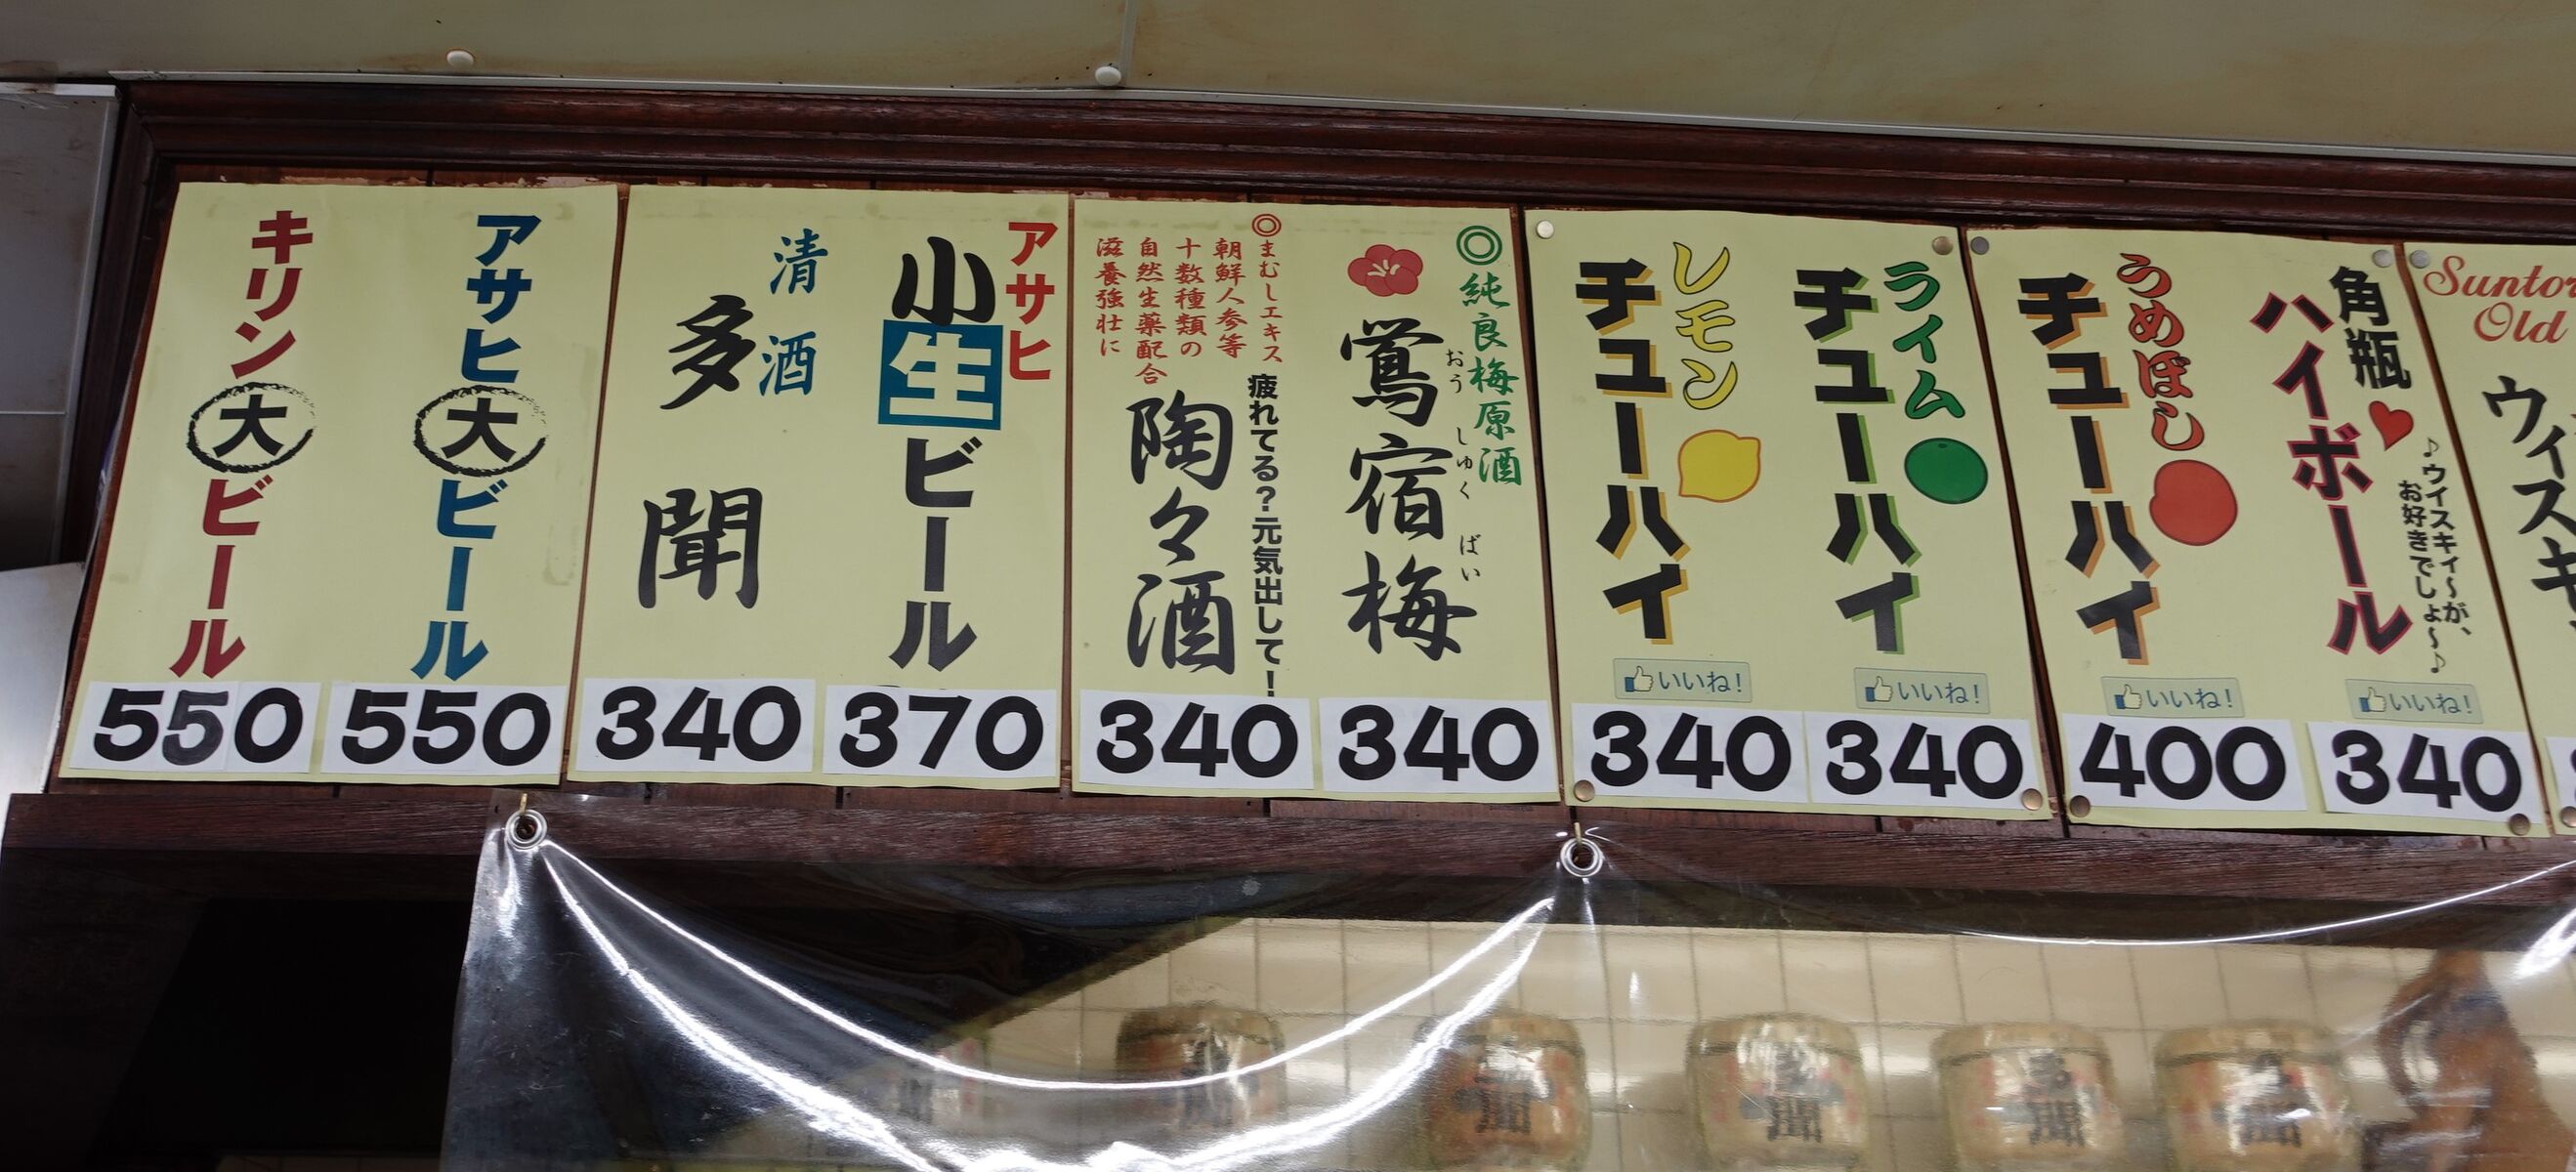 キリン大ビール
550
アサヒ大ビール
550
清酒
多聞
340
アサヒ
小生ビール
370
◎まむしエキス
朝鮮人参等
十数種類の
自然生薬配合
滋養強壮に
疲れてる?元気出して!
陶々酒
340
◎純良梅原酒
鶯宿梅
おうしゅくばい
340
レモン
チューハイ
いいね!
340
ライム
チューハイ
いいね!
340
うめぼし
チューハイ
いいね!
400
角瓶
ハイボール
♪ウイスキィ〜が、
お好きでしょ〜♪
いいね!
340
Old
ウィスキ